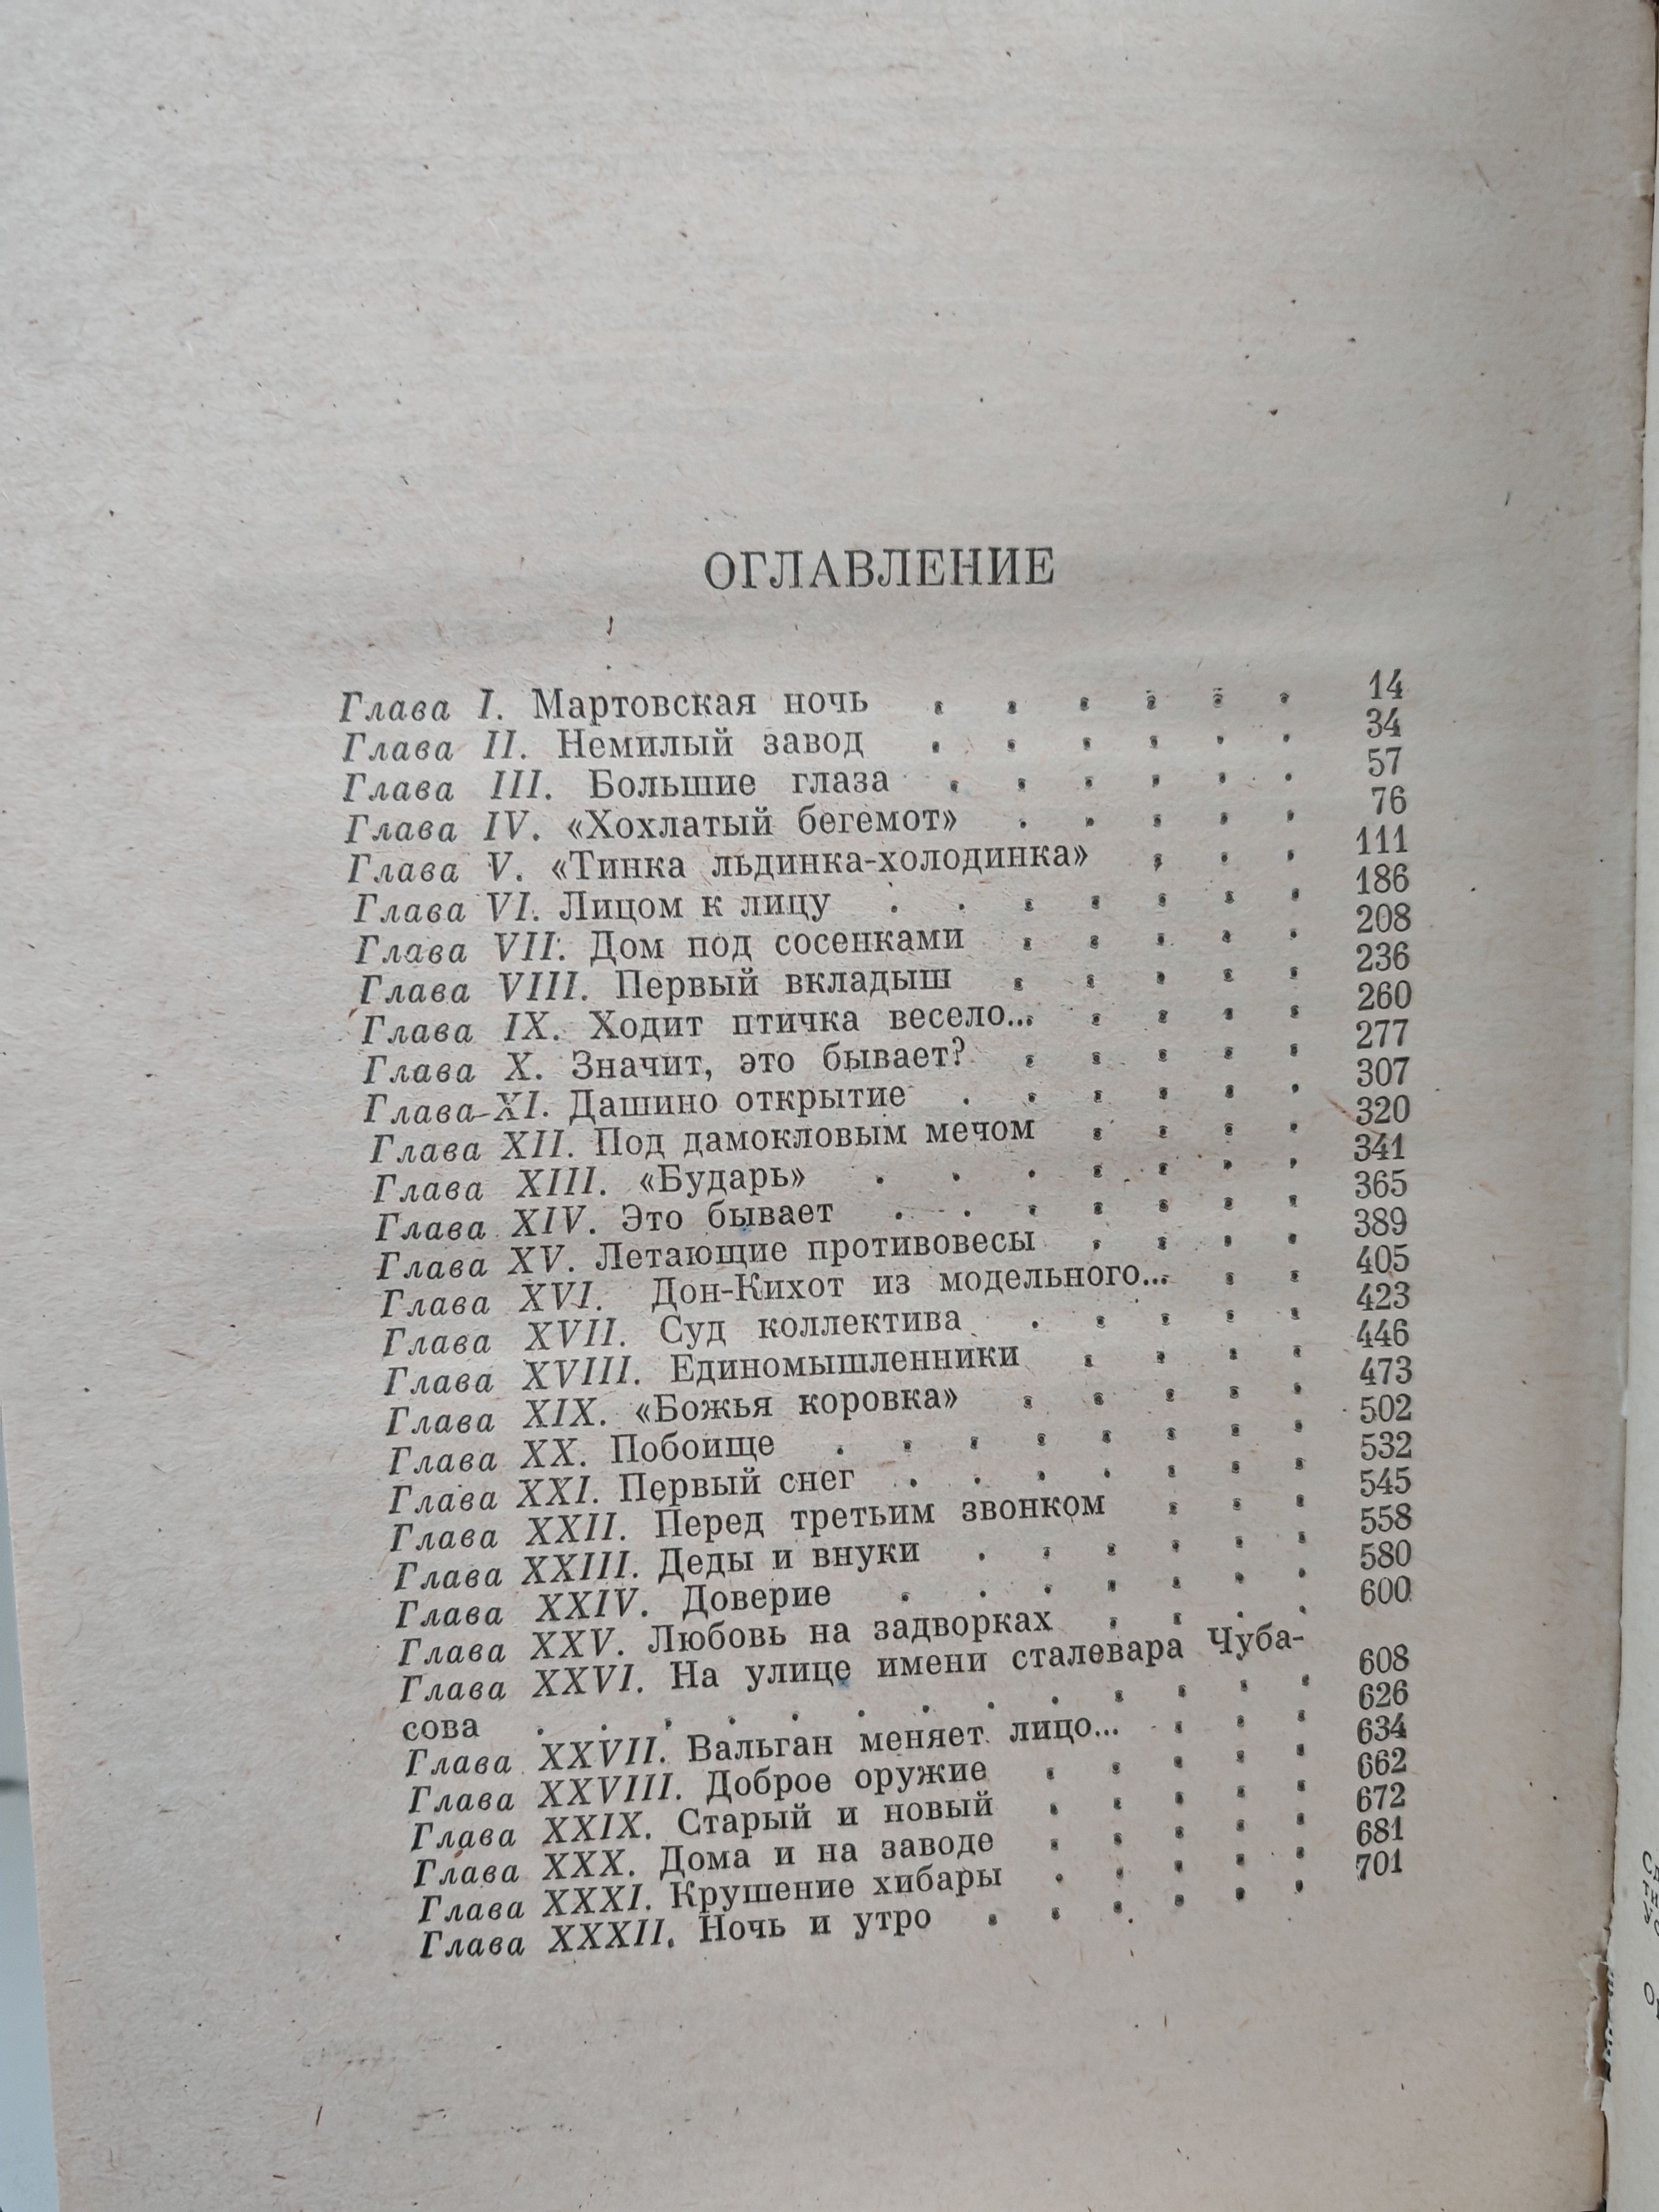 ОГЛАВЛЕНИЕ
Глава I. Мартовская ночь . . . . . . 14
Глава II. Немилый завод . . . . . . 34
Глава III. Большие глаза . . . . . . 57
Глава IV. «Хохлатый бегемот» . . . . . 76
Глава V. «Тинка льдинка-холодинка» . . . 111
Глава VI. Лицом к лицу . . . . . . . 186
Глава VII. Дом под сосенками . . . . . 208
Глава VIII. Первый вкладыш . . . . . 236
Глава IX. Ходит птичка весело... . . . . 260
Глава X. Значит, это бывает? . . . . . 277
Глава XI. Дашино открытие . . . . . . 307
Глава XII. Под дамокловым мечом . . . . 320
Глава XIII. «Бударь» . . . . . . . 341
Глава XIV. Это бывает . . . . . . . 365
Глава XV. Летающие противовесы . . . . 389
Глава XVI. Дон-Кихот из модельного... . . 405
Глава XVII. Суд коллектива . . . . . 423
Глава XVIII. Единомышленники . . . . 446
Глава XIX. «Божья коровка» . . . . . 473
Глава XX. Побоище . . . . . . . . 502
Глава XXI. Первый снег . . . . . . . 532
Глава XXII. Перед третьим звонком . . . 545
Глава XXIII. Деды и внуки . . . . . . 558
Глава XXIV. Доверие . . . . . . . 580
Глава XXV. Любовь на задворках . . . . 600
Глава XXVI. На улице имени сталевара Чуба-
сова . . . . . . . . . . . . . 608
Глава XXVII. Вальган меняет лицо... . . . 626
Глава XXVIII. Доброе оружие . . . . . 634
Глава XXIX. Старый и новый . . . . . 662
Глава XXX. Дома и на заводе . . . . . 672
Глава XXXI. Крушение хибары . . . . . 681
Глава XXXII. Ночь и утро . . . . . . 701